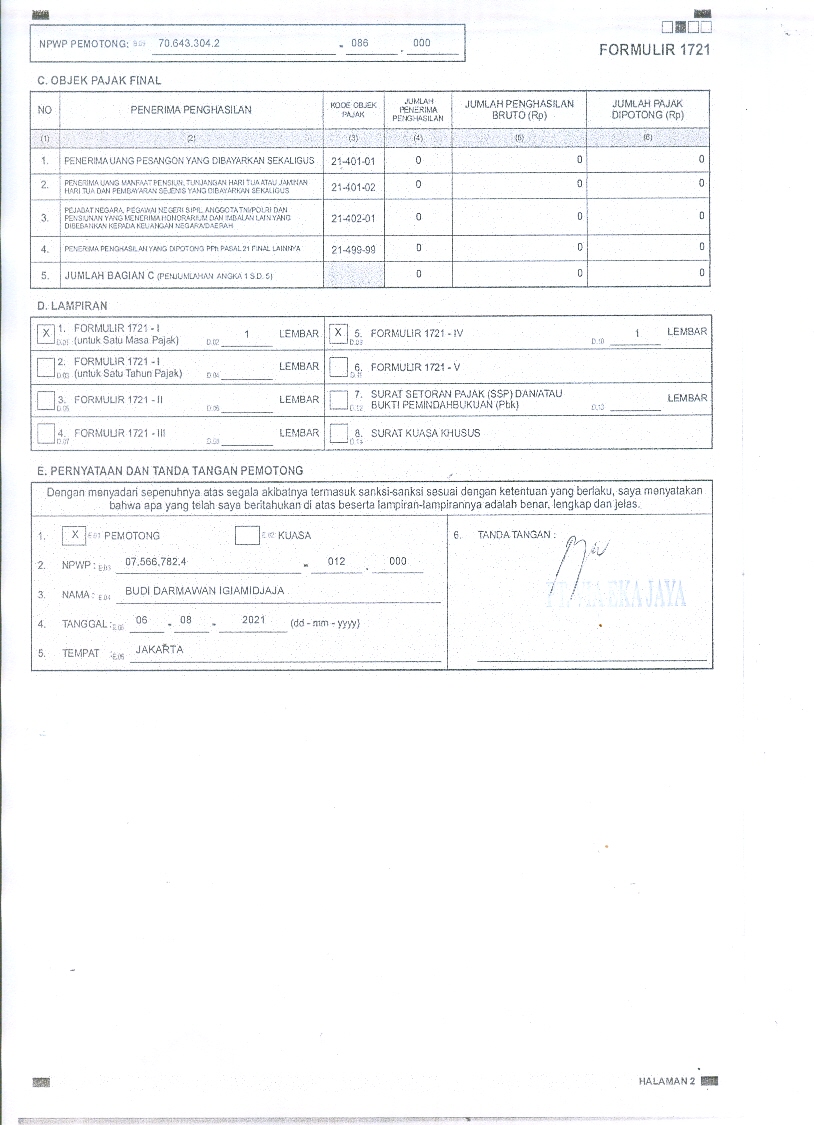 NPWP PEMOTONG: 70.643.304.2 - 086 . 000
FORMULIR 1721
C. OBJEK PAJAK FINAL
NO PENERIMA PENGHASILAN KODE OBJEK PAJAK JUMLAH PENERIMA PENGHASILAN JUMLAH PENGHASILAN BRUTO (Rp) JUMLAH PAJAK DIPOTONG (Rp)
(1) (2) (3) (4) (5) (6)
1. PENERIMA UANG PESANGON YANG DIBAYARKAN SEKALIGUS 21-401-01 0 0 0
2. PENERIMA UANG MANFAAT PENSIUN, TUNJANGAN HARI TUA ATAU JAMINAN
HARI TUA DAN PEMBAYARAN SEJENIS YANG DIBAYARKAN SEKALIGUS 21-401-02 0 0 0
3. PEJABAT NEGARA, PEGAWAI NEGERI SIPIL, ANGGOTA TNI/POLRI DAN
PENSIUNAN YANG MENERIMA HONORARIUM DAN IMBALAN LAIN YANG
DIBEBANKAN KEPADA KEUANGAN NEGARA/DAERAH 21-402-01 0 0 0
4. PENERIMA PENGHASILAN YANG DIPOTONG PPh PASAL 21 FINAL LAINNYA 21-499-99 0 0 0
5. JUMLAH BAGIAN C (PENJUMLAHAN ANGKA 1 S.D. 5) 0 0 0
D. LAMPIRAN
X 1. FORMULIR 1721 - I
D.01 (untuk Satu Masa Pajak) D.02 1 LEMBAR
X 5. FORMULIR 1721 - IV D.09 D.10 1 LEMBAR
2. FORMULIR 1721 - I
D.03 (untuk Satu Tahun Pajak) D.04 LEMBAR
6. FORMULIR 1721 - V D.11
3. FORMULIR 1721 - II D.05 D.06 LEMBAR
7. SURAT SETORAN PAJAK (SSP) DAN/ATAU
D.12 BUKTI PEMINDAHBUKUAN (Pbk) D.13 LEMBAR
4. FORMULIR 1721 - III D.07 D.08 LEMBAR
8. SURAT KUASA KHUSUS D.14
E. PERNYATAAN DAN TANDA TANGAN PEMOTONG
Dengan menyadari sepenuhnya atas segala akibatnya termasuk sanksi-sanksi sesuai dengan ketentuan yang berlaku, saya menyatakan
bahwa apa yang telah saya beritahukan di atas beserta lampiran-lampirannya adalah benar, lengkap dan jelas.
1. X E.01 PEMOTONG E.02 KUASA
2. NPWP : E.03 07.566.782.4 - 012 . 000
3. NAMA : E.04 BUDI DARMAWAN IGIAMIDJAJA
4. TANGGAL : E.05 06 - 08 - 2021 (dd - mm - yyyy)
5. TEMPAT : E.06 JAKARTA
6. TANDA TANGAN :
EKA JAYA
HALAMAN 2